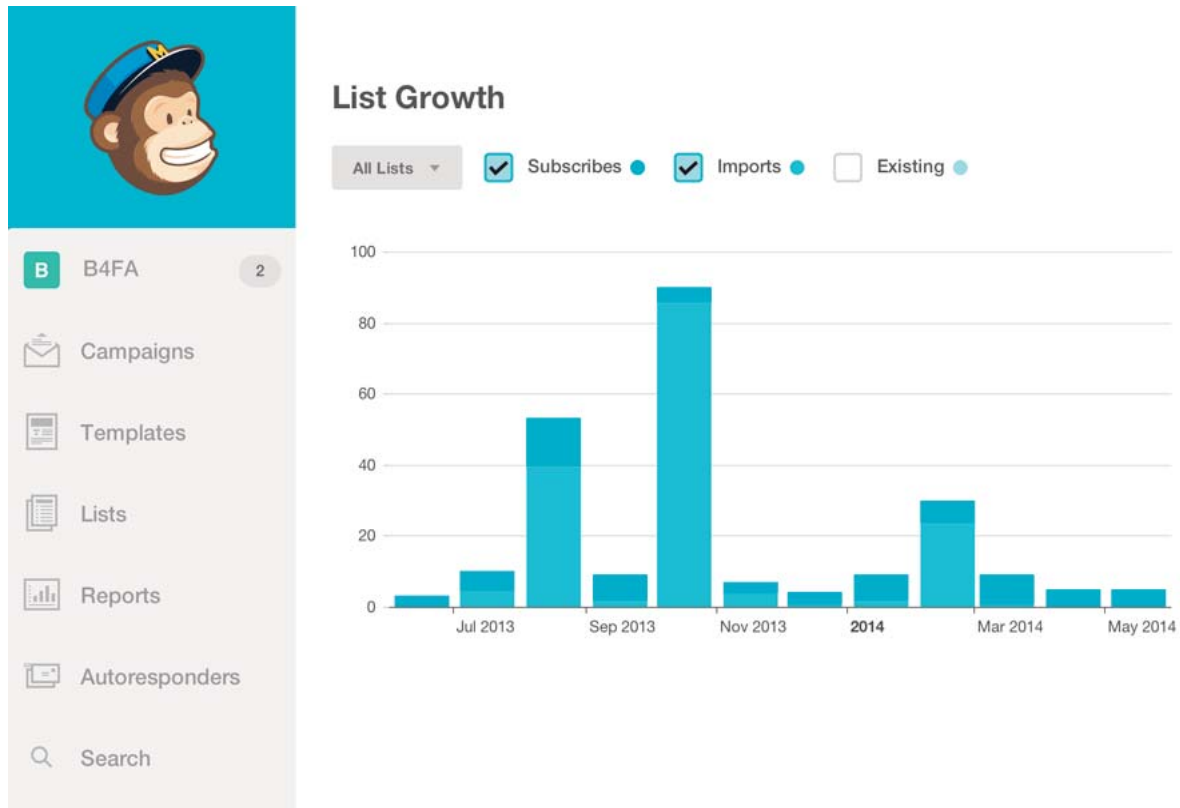 M
List Growth
All Lists
Subscribes
Imports
Existing
B
B4FA
2
Campaigns
Templates
Lists
Reports
Autoresponders
Search
100
80
60
40
20
0
Jul 2013
Sep 2013
Nov 2013
2014
Mar 2014
May 2014